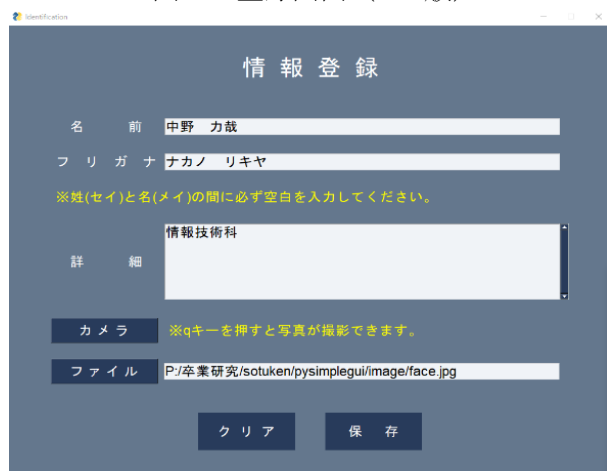 Identification
情報登録
名　前 中野　力哉
フリガナ ナカノ　リキヤ
※姓(セイ)と名(メイ)の間に必ず空白を入力してください。
詳　細 情報技術科
カメラ ※qキーを押すと写真が撮影できます。
ファイル P:/卒業研究/sotuken/pysimplegui/image/face.jpg
クリア 保存